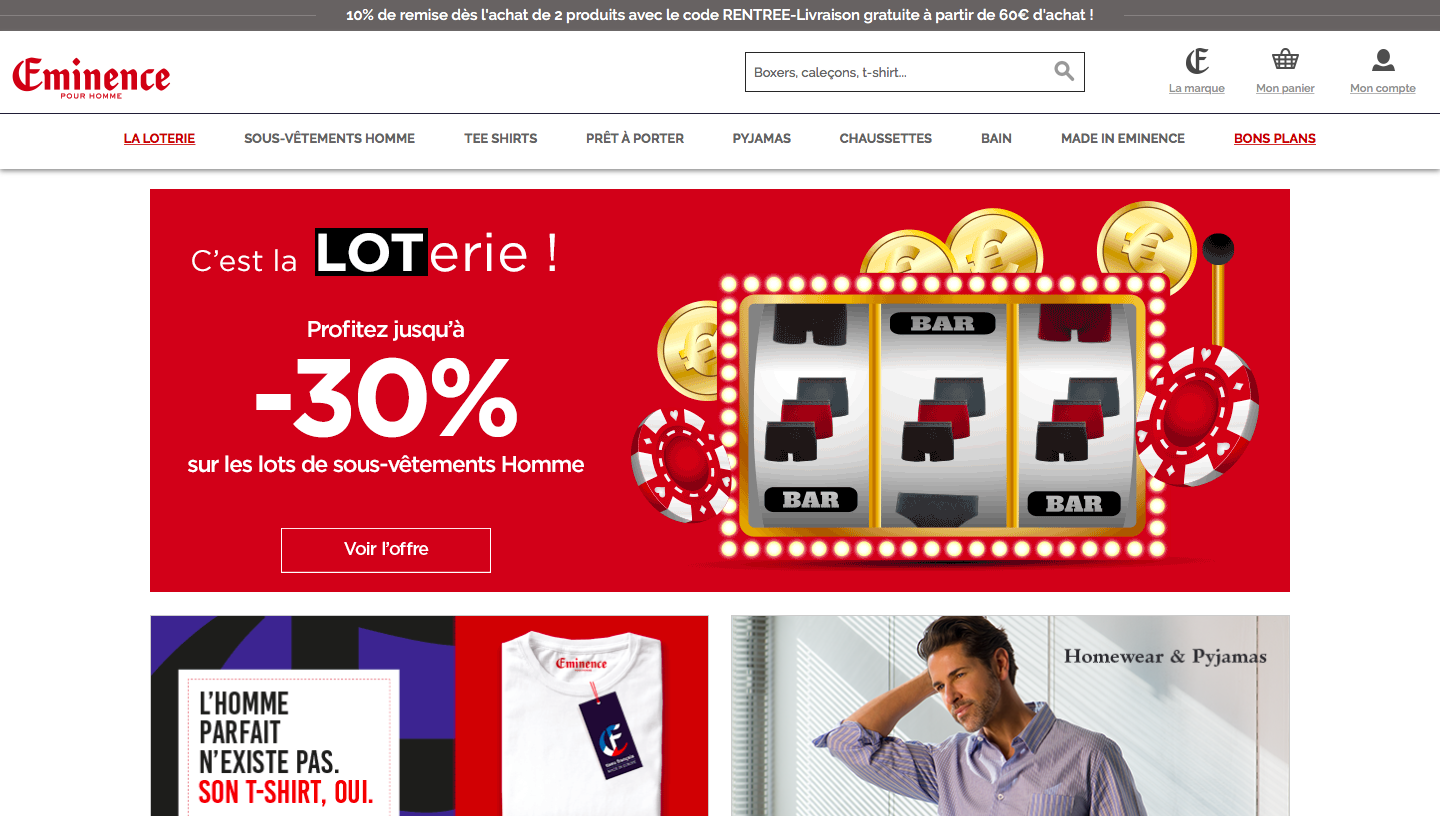 10% de remise dès l'achat de 2 produits avec le code RENTREE-Livraison gratuite à partir de 60€ d'achat !
Eminence
POUR HOMME
Boxers, caleçons, t-shirt...
La marque
Mon panier
Mon compte
LA LOTERIE
SOUS-VÊTEMENTS HOMME
TEE SHIRTS
PRÊT À PORTER
PYJAMAS
CHAUSSETTES
BAIN
MADE IN EMINENCE
BONS PLANS
C'est la LOTerie !
Profitez jusqu'à
-30%
sur les lots de sous-vêtements Homme
Voir l'offre
BAR
BAR
BAR
L'HOMME
PARFAIT
N'EXISTE PAS.
SON T-SHIRT, OUI.
Eminence
Homewear & Pyjamas